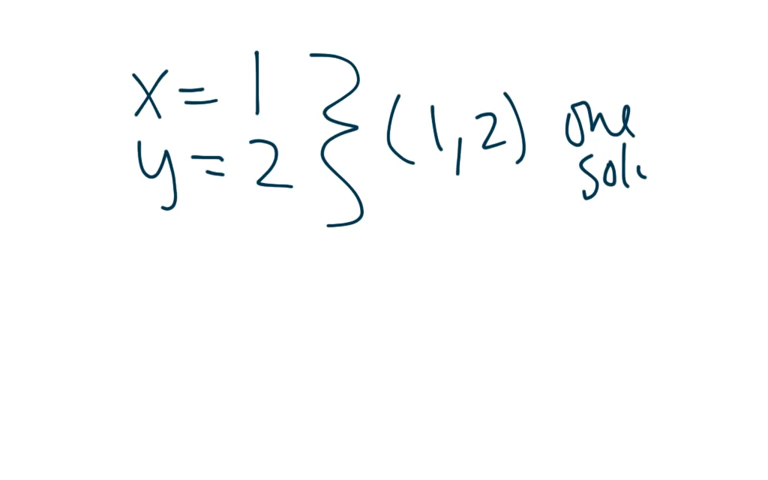 x = 1
y = 2 } (1, 2) one
sol